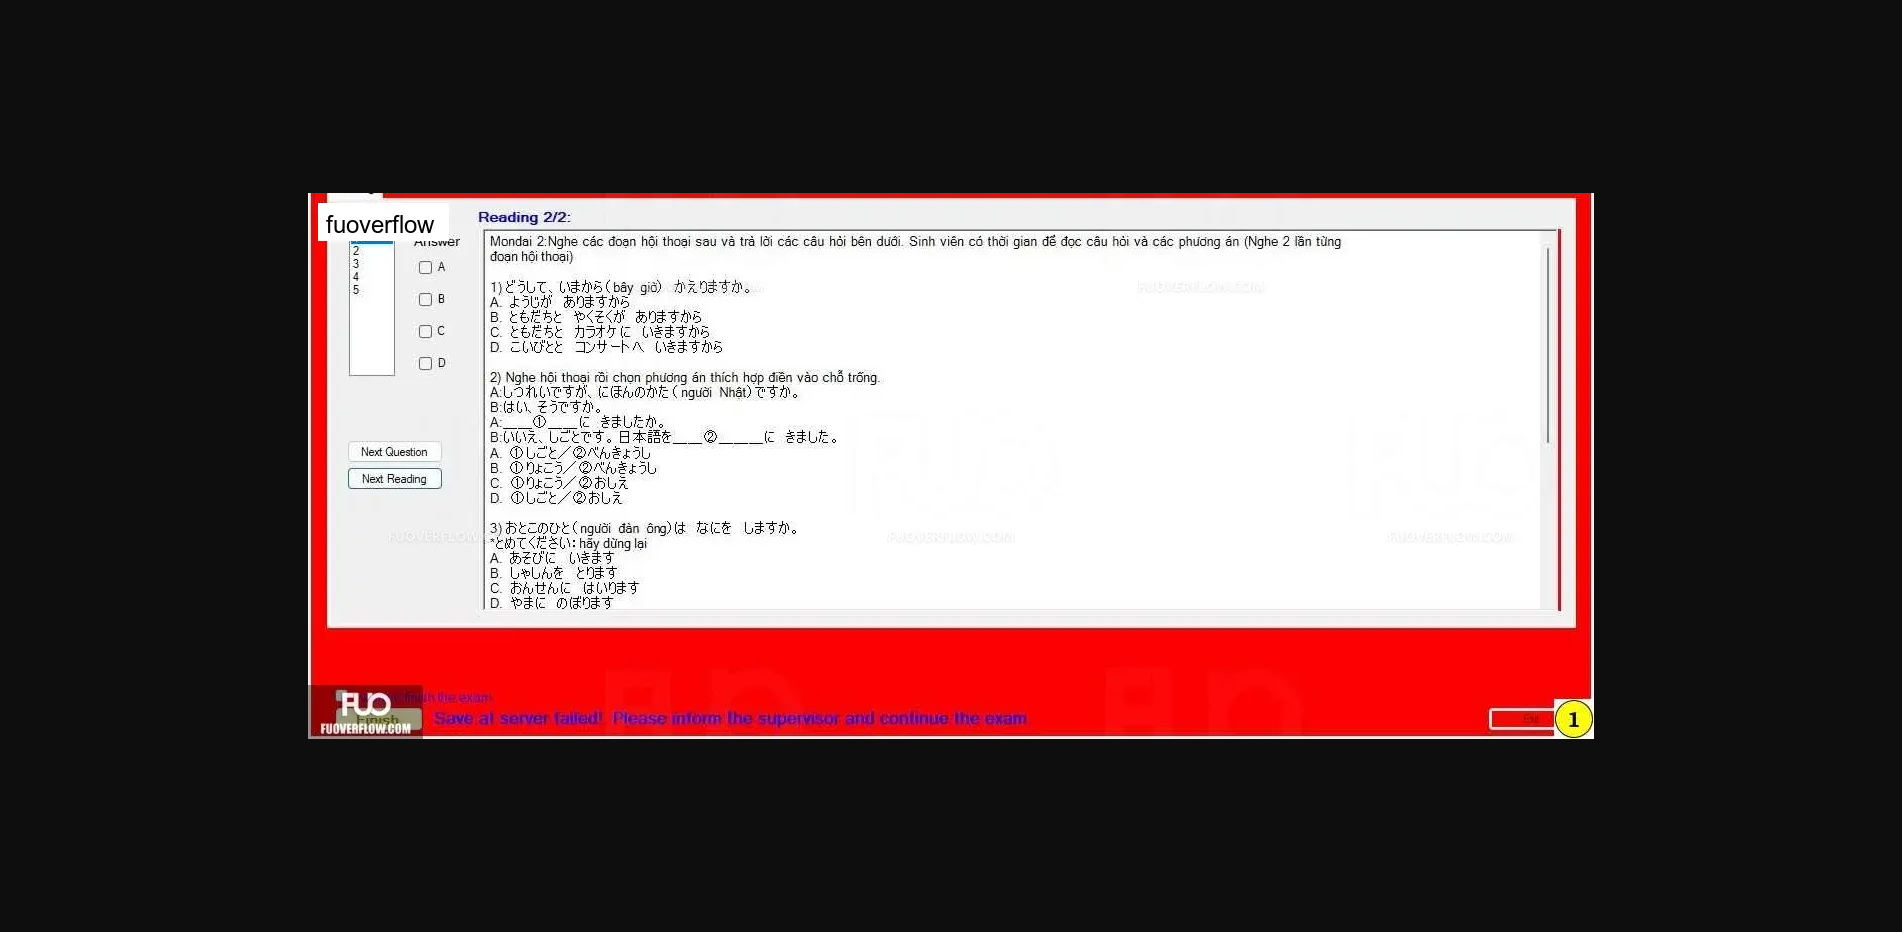 fuoverflow
Reading 2/2:
Answer
2
3
4
5
A
B
C
D
Next Question
Next Reading
Mondai 2:Nghe các đoạn hội thoại sau và trả lời các câu hỏi bên dưới. Sinh viên có thời gian để đọc câu hỏi và các phương án (Nghe 2 lần từng
đoạn hội thoại)
1)どうして、いまから(bây giờ) かえりますか。
A. ようじが ありますから
B. ともだちと やくそくが ありますから
C. ともだちと カラオケに いきますから
D. こいびとと コンサートへ いきますから
2) Nghe hội thoại rồi chọn phương án thích hợp điền vào chỗ trống.
A:しつれいですが、にほんのかた(người Nhật)ですか。
B:はい、そうですか。
A:____①____に きましたか。
B:いいえ、しごとです。日本語を____②______に きました。
A. ①しごと/②べんきょうし
B. ①りょこう/②べんきょうし
C. ①りょこう/②おしえ
D. ①しごと/②おしえ
3)おとこのひと(người đàn ông)は なにを しますか。
*とめてください: hãy dừng lại
A. あそびに いきます
B. しゃしんを とります
C. おんせんに はいります
D. やまに のぼります
FUOVERFLOW.COM
FUOVERFLOW.COM
FUOVERFLOW.COM
finish the exam
Finish
FUO
FUOVERFLOW.COM
Save at server failed! Please inform the supervisor and continue the exam
Exit
1